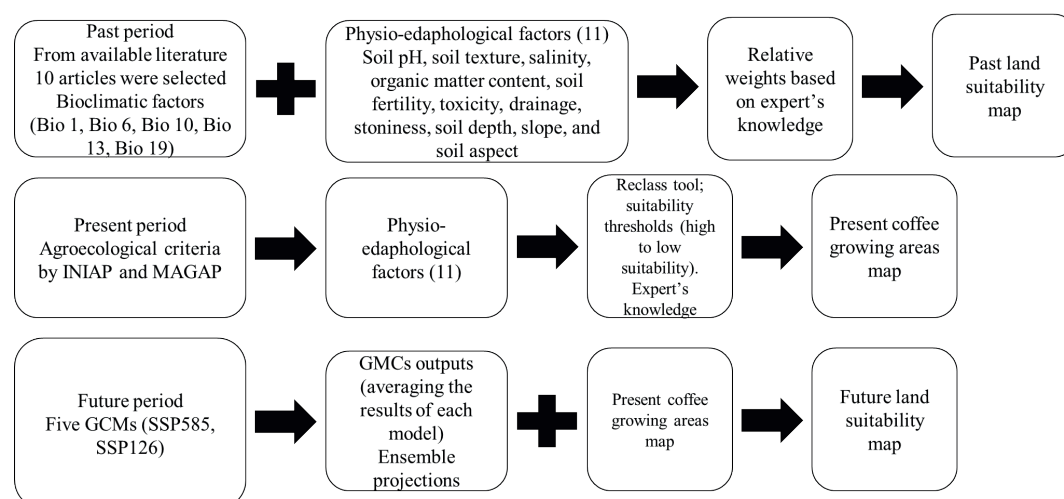 Past period
From available literature
10 articles were selected
Bioclimatic factors
(Bio 1, Bio 6, Bio 10, Bio
13, Bio 19)
Physio-edaphological factors (11)
Soil pH, soil texture, salinity,
organic matter content, soil
fertility, toxicity, drainage,
stoniness, soil depth, slope, and
soil aspect
Relative
weights based
on expert’s
knowledge
Past land
suitability
map
Present period
Agroecological criteria
by INIAP and MAGAP
Physio-
edaphological
factors (11)
Reclass tool;
suitability
thresholds (high
to low
suitability).
Expert’s
knowledge
Present coffee
growing areas
map
Future period
Five GCMs (SSP585,
SSP126)
GMCs outputs
(averaging the
results of each
model)
Ensemble
projections
Present coffee
growing areas
map
Future land
suitability
map